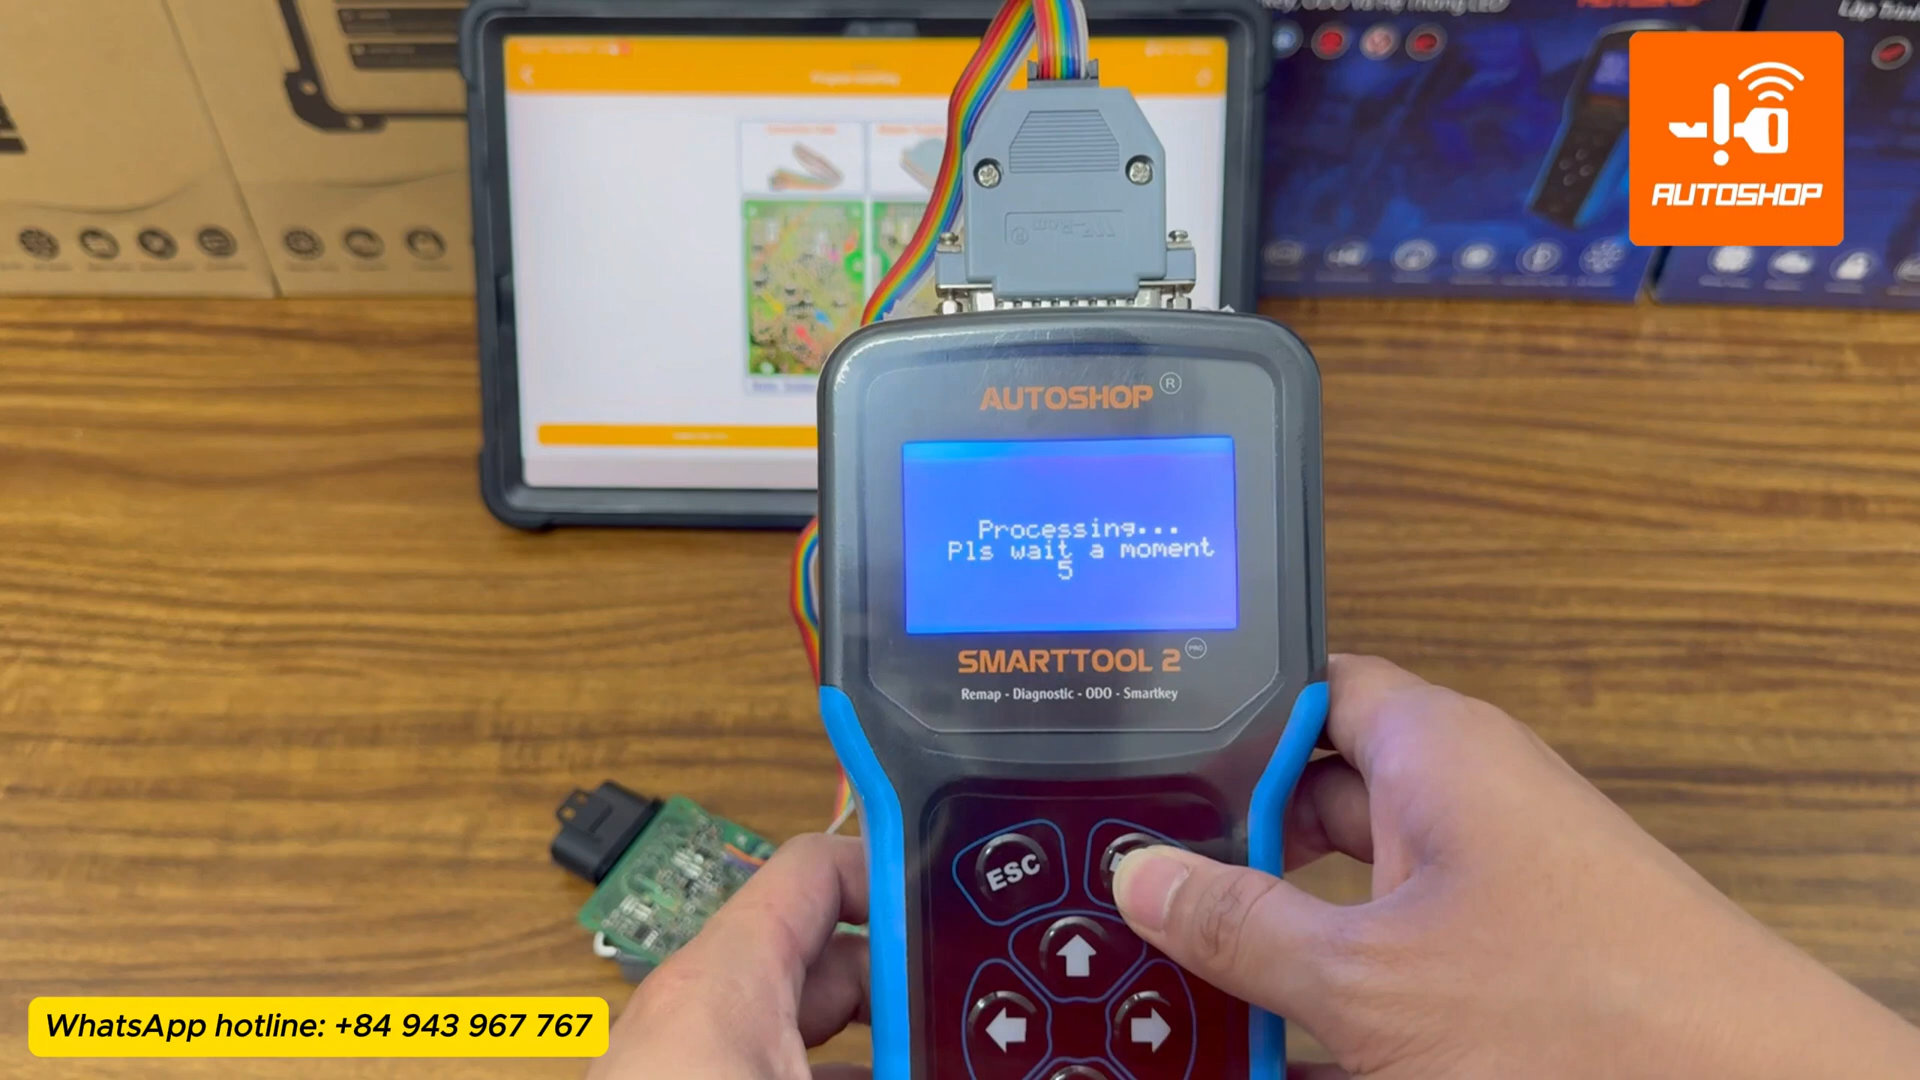 AUTOSHOP
AUTOSHOP ®
Processing...
Pls wait a moment
5
SMARTTOOL 2 PRO
Remap - Diagnostic - ODO - Smartkey
ESC
WhatsApp hotline: +84 943 967 767